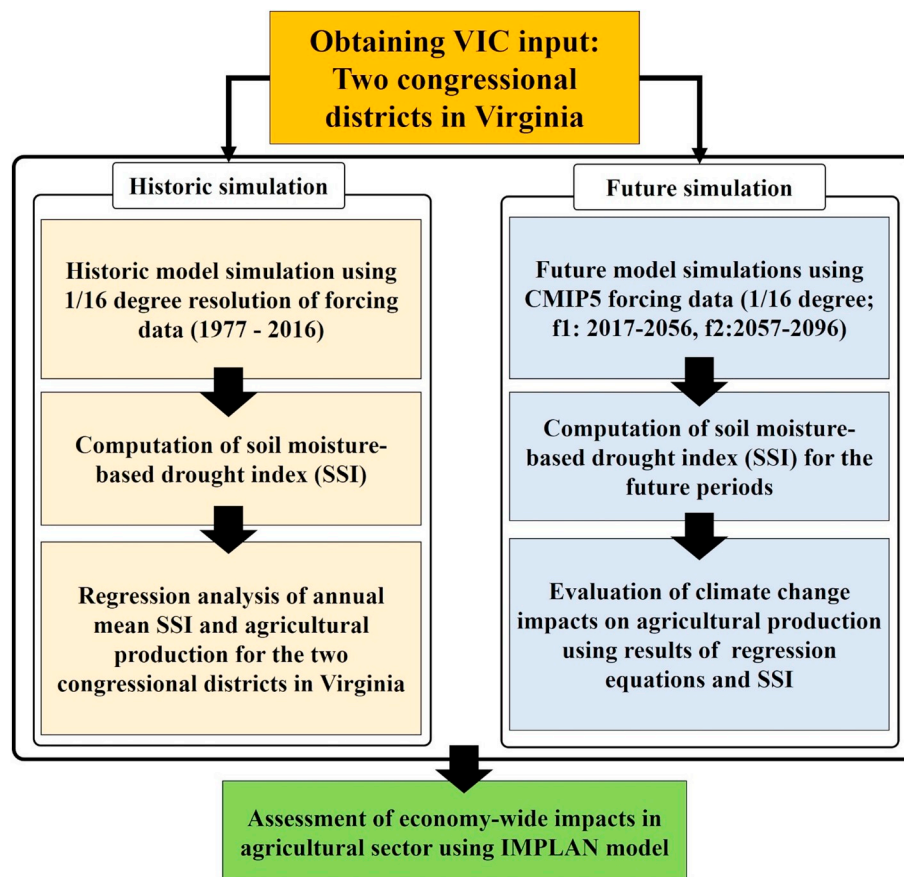 Obtaining VIC input:
Two congressional
districts in Virginia
Historic simulation
Historic model simulation using
1/16 degree resolution of forcing
data (1977 - 2016)
Computation of soil moisture-
based drought index (SSI)
Regression analysis of annual
mean SSI and agricultural
production for the two
congressional districts in Virginia
Future simulation
Future model simulations using
CMIP5 forcing data (1/16 degree;
f1: 2017-2056, f2:2057-2096)
Computation of soil moisture-
based drought index (SSI) for the
future periods
Evaluation of climate change
impacts on agricultural production
using results of regression
equations and SSI
Assessment of economy-wide impacts in
agricultural sector using IMPLAN model